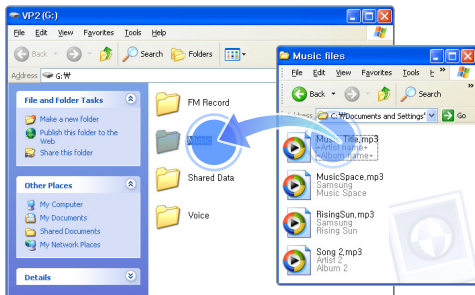 VP2 (G:)
File Edit View Favorites Tools Help
Back Search Folders
Address G:₩
File and Folder Tasks
Make a new folder
Publish this folder to the
Web
Share this folder
Other Places
My Computer
My Documents
Shared Documents
My Network Places
Details
FM Record
Music
Shared Data
Voice
Music files
File Edit View Favorites Tools »
Back Search »
Address C:₩Documents and Settings' Go
MusicTitle,mp3
+Artist name+
+Album name+
MusicSpace,mp3
Samsung
Music Space
RisingSun,mp3
Samsung
Rising Sun
Song 2,mp3
Artist 2
Album 2